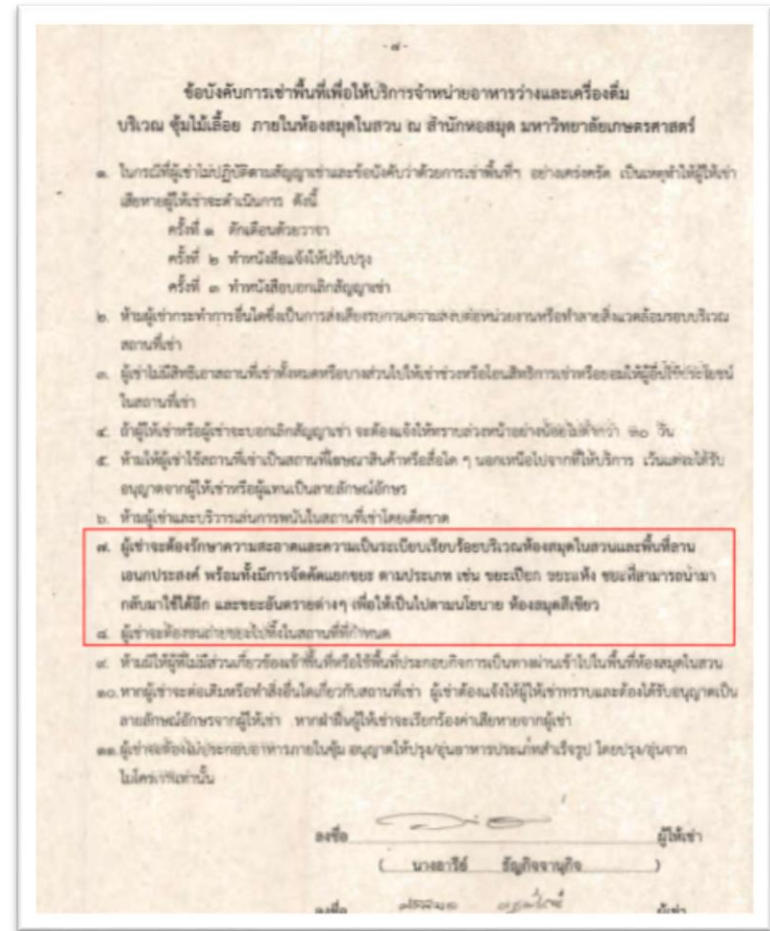 - ๘ -
ข้อบังคับการเช่าพื้นที่เพื่อให้บริการจำหน่ายอาหารว่างและเครื่องดื่ม
บริเวณ ซุ้มไม้เลื้อย ภายในห้องสมุดในสวน ณ สำนักหอสมุด มหาวิทยาลัยเกษตรศาสตร์
๑. ในกรณีที่ผู้เช่าไม่ปฏิบัติตามสัญญาเช่าและข้อบังคับว่าด้วยการเช่าพื้นที่ฯ อย่างเคร่งครัด เป็นเหตุทำให้ผู้ให้เช่า
เสียหายผู้ให้เช่าจะดำเนินการ ดังนี้
ครั้งที่ ๑ ตักเตือนด้วยวาจา
ครั้งที่ ๒ ทำหนังสือแจ้งให้ปรับปรุง
ครั้งที่ ๓ ทำหนังสือบอกเลิกสัญญาเช่า
๒. ห้ามผู้เช่ากระทำการอื่นใดซึ่งเป็นการส่งเสียงรบกวนความสงบต่อหน่วยงานหรือทำลายสิ่งแวดล้อมรอบบริเวณ
สถานที่เช่า
๓. ผู้เช่าไม่มีสิทธิเอาสถานที่เช่าทั้งหมดหรือบางส่วนไปให้เช่าช่วงหรือโอนสิทธิการเช่าหรือยอมให้ผู้อื่นใช้ประโยชน์
ในสถานที่เช่า
๔. ถ้าผู้ให้เช่าหรือผู้เช่าจะบอกเลิกสัญญาเช่า จะต้องแจ้งให้ทราบล่วงหน้าอย่างน้อยไม่ต่ำกว่า ๓๐ วัน
๕. ห้ามให้ผู้เช่าใช้สถานที่เช่าเป็นสถานที่โฆษณาสินค้าหรือสื่อใด ๆ นอกเหนือไปจากที่ให้บริการ เว้นแต่จะได้รับ
อนุญาตจากผู้ให้เช่าหรือผู้แทนเป็นลายลักษณ์อักษร
๖. ห้ามผู้เช่าและบริวารเล่นการพนันในสถานที่เช่าโดยเด็ดขาด
๗. ผู้เช่าจะต้องรักษาความสะอาดและความเป็นระเบียบเรียบร้อยบริเวณห้องสมุดในสวนและพื้นที่ลาน
เอนกประสงค์ พร้อมทั้งมีการจัดคัดแยกขยะ ตามประเภท เช่น ขยะเปียก ขยะแห้ง ขยะที่สามารถนำมา
กลับมาใช้ได้อีก และขยะอันตรายต่างๆ เพื่อให้เป็นไปตามนโยบาย ห้องสมุดสีเขียว
๘. ผู้เช่าจะต้องขนถ่ายขยะไปทิ้งในสถานที่ที่กำหนด
๙. ห้ามมิให้ผู้ที่ไม่มีส่วนเกี่ยวข้องเข้าพื้นที่หรือใช้พื้นที่ประกอบกิจการเป็นทางผ่านเข้าไปในพื้นที่ห้องสมุดในสวน
๑๐. หากผู้เช่าจะต่อเติมหรือทำสิ่งอื่นใดเกี่ยวกับสถานที่เช่า ผู้เช่าต้องแจ้งให้ผู้ให้เช่าทราบและต้องได้รับอนุญาตเป็น
ลายลักษณ์อักษรจากผู้ให้เช่า หากฝ่าฝืนผู้ให้เช่าจะเรียกร้องค่าเสียหายจากผู้เช่า
๑๑. ผู้เช่าจะต้องไม่ประกอบอาหารภายในซุ้ม อนุญาตให้ปรุง/อุ่นอาหารประเภทสำเร็จรูป โดยปรุง/อุ่นจาก
ไมโครเวฟเท่านั้น
ลงชื่อ ผู้ให้เช่า
( นางอารีย์ ธัญกิจจานุกิจ )
ลงชื่อ ผู้เช่า